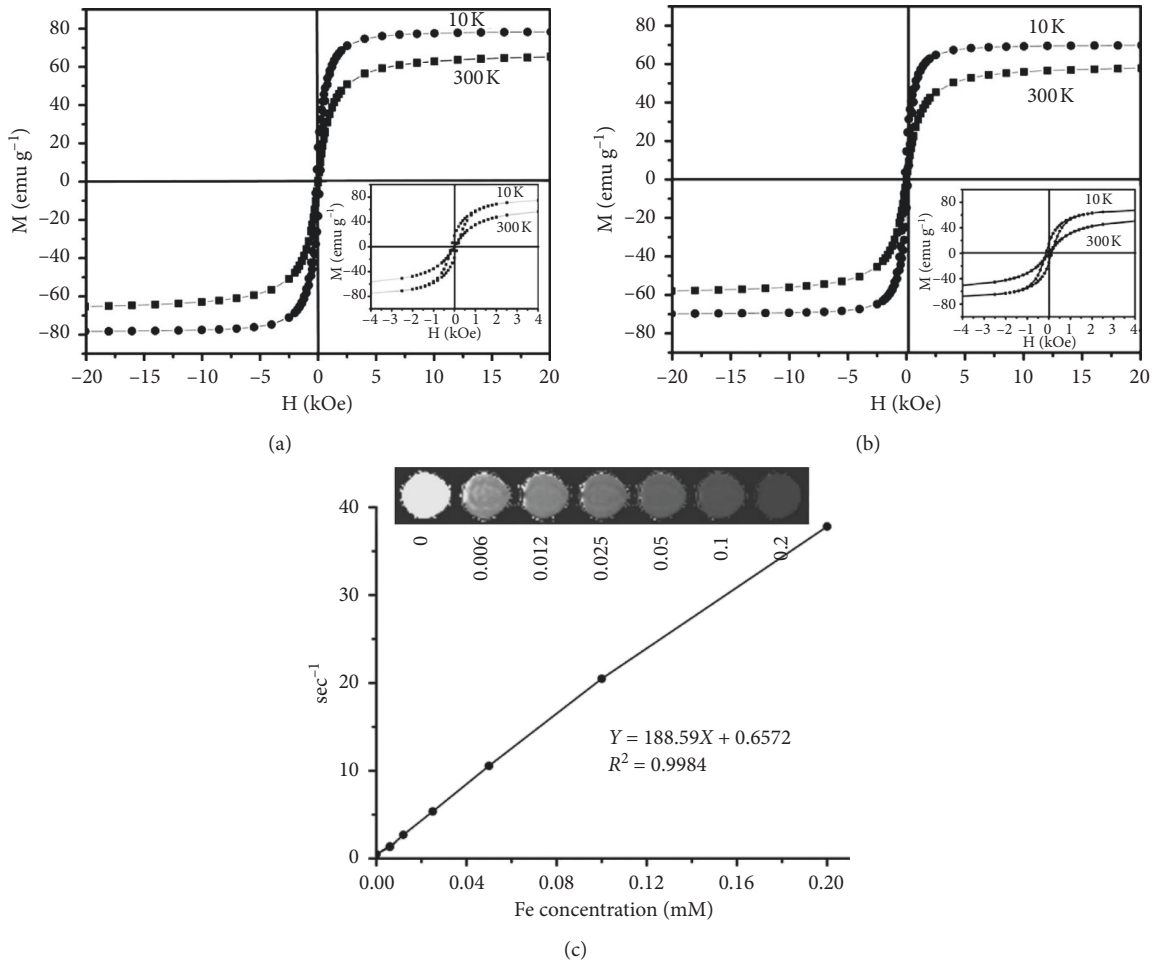 80
60
40
20
0
−20
−40
−60
−80
M (emu g⁻¹)
10 K
300 K
80
40
0
−40
−80
M (emu g⁻¹)
10 K
300 K
−4 −3 −2 −1 0 1 2 3 4
H (kOe)
−20 −15 −10 −5 0 5 10 15 20
H (kOe)
(a)
80
60
40
20
0
−20
−40
−60
−80
M (emu g⁻¹)
10 K
300 K
80
40
0
−40
−80
M (emu g⁻¹)
10 K
300 K
−4 −3 −2 −1 0 1 2 3 44
H (kOe)
−20 −15 −10 −5 0 5 10 15 20
H (kOe)
(b)
0 0.006 0.012 0.025 0.05 0.1 0.2
40
30
20
10
0
sec⁻¹
Y = 188.59X + 0.6572
R² = 0.9984
0.00 0.04 0.08 0.12 0.16 0.20
Fe concentration (mM)
(c)